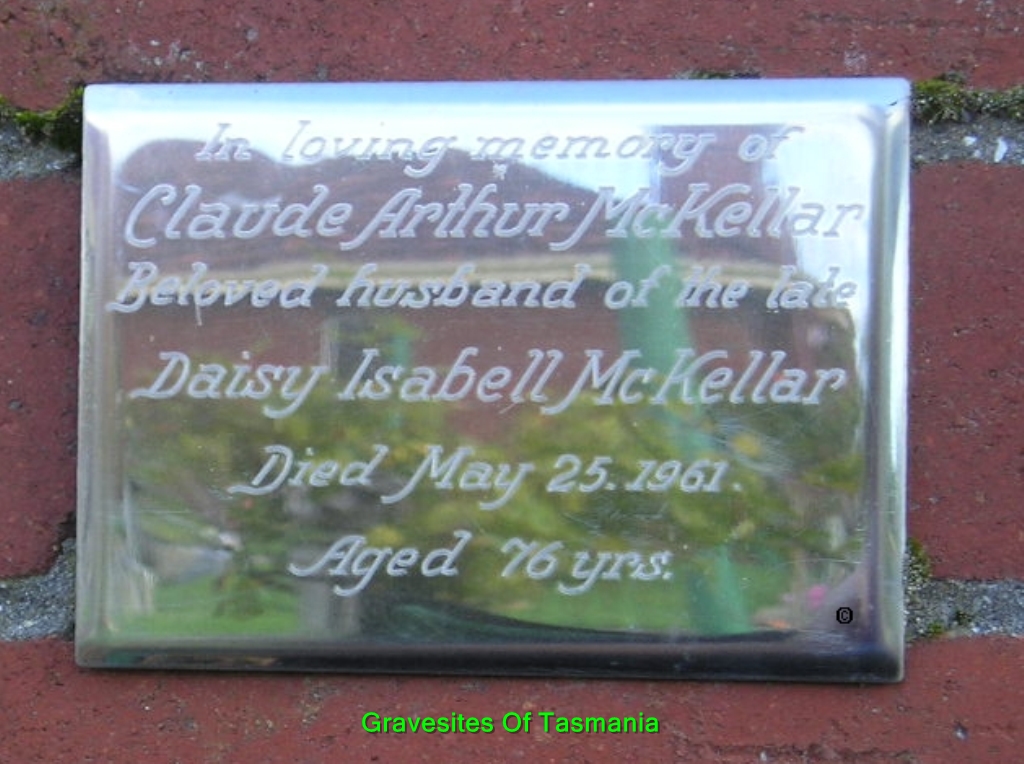 In loving memory of
Claude Arthur McKellar
Beloved husband of the late
Daisy Isabell McKellar
Died May 25. 1961.
Aged 76 yrs.
©
Gravesites Of Tasmania